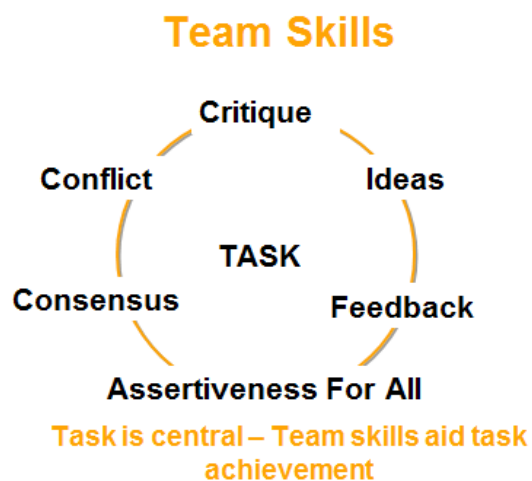 Team Skills
Critique
Conflict
Ideas
TASK
Consensus
Feedback
Assertiveness For All
Task is central – Team skills aid task
achievement